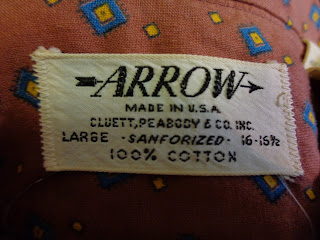 ARROW
MADE IN U.S.A.
CLUETT, PEABODY & CO. INC.
LARGE - SANFORIZED - 16-16½
100% COTTON